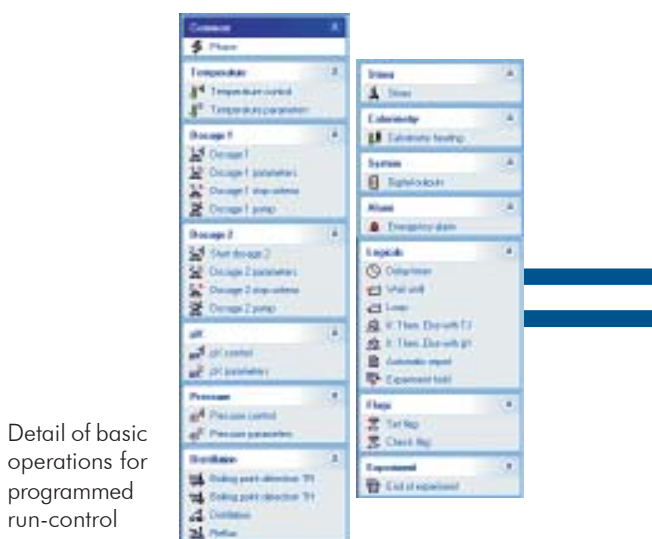 Common
Phase
Temperature
Temperature control
Temperature parameters
Dosage 1
Dosage 1
Dosage 1 parameters
Dosage 1 stop criteria
Dosage 1 pump
Dosage 2
Start dosage 2
Dosage 2 parameters
Dosage 2 stop criteria
Dosage 2 pump
pH
pH control
pH parameters
Pressure
Pressure control
Pressure parameters
Distillation
Boiling point detection
Boiling point detection
Distillation
Reflux
Stirrer
Stirrer
Calorimetry
Calorimetry heating
System
Digital outputs
Alarm
Emergency alarm
Logicals
Delay timer
Wait until
Loop
If, Then, Else with
If, Then, Else with pH
Automatic report
Experiment hold
Flags
Set flag
Check flag
Experiment
End of experiment
Detail of basic
operations for
programmed
run-control